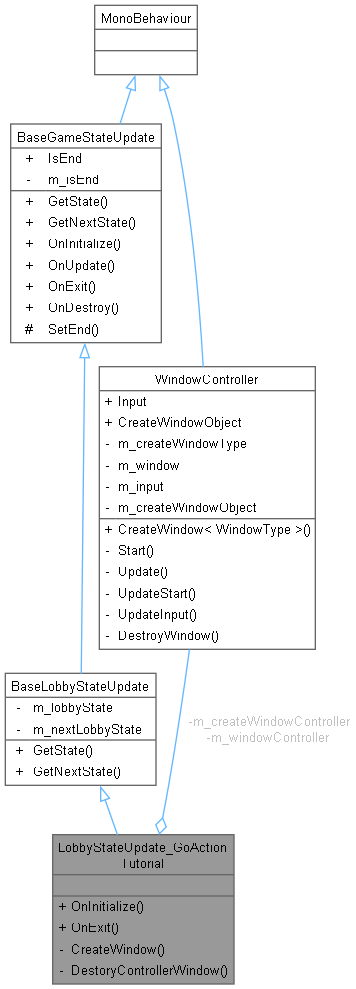 MonoBehaviour
BaseGameStateUpdate
+ IsEnd
- m_isEnd
+ GetState()
+ GetNextState()
+ OnInitialize()
+ OnUpdate()
+ OnExit()
+ OnDestroy()
# SetEnd()
WindowController
+ Input
+ CreateWindowObject
- m_createWindowType
- m_window
- m_input
- m_createWindowObject
+ CreateWindow< WindowType >()
- Start()
- Update()
- UpdateStart()
- UpdateInput()
- DestroyWindow()
BaseLobbyStateUpdate
- m_lobbyState
- m_nextLobbyState
+ GetState()
+ GetNextState()
-m_createWindowController
-m_windowController
LobbyStateUpdate_GoAction
Tutorial
+ OnInitialize()
+ OnExit()
- CreateWindow()
- DestoryControllerWindow()